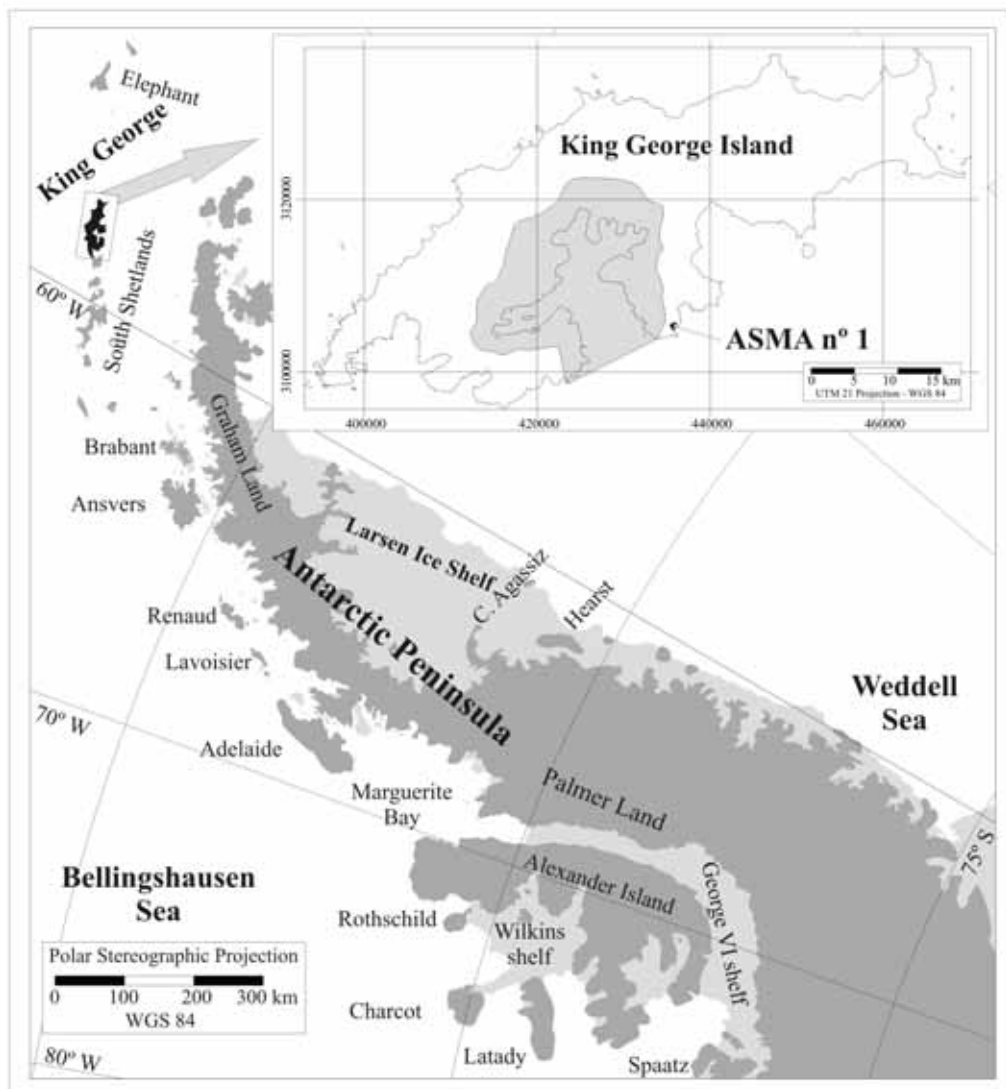 Elephant
King George
South Shetlands
60º W
King George Island
3120000
3100000
ASMA nº 1
0 5 10 15 km
UTM 21 Projection - WGS 84
400000
420000
440000
460000
Graham Land
Brabant
Ansvers
Larsen Ice Shelf
Antarctic Peninsula
C. Agassiz
Hearst
Renaud
Lavoisier
Weddell
Sea
70º W
Adelaide
Marguerite
Bay
Palmer Land
75º S
Alexander Island
George VI shelf
Bellingshausen
Sea
Rothschild
Wilkins
shelf
Polar Stereographic Projection
0 100 200 300 km
WGS 84
Charcot
Latady
Spaatz
80º W